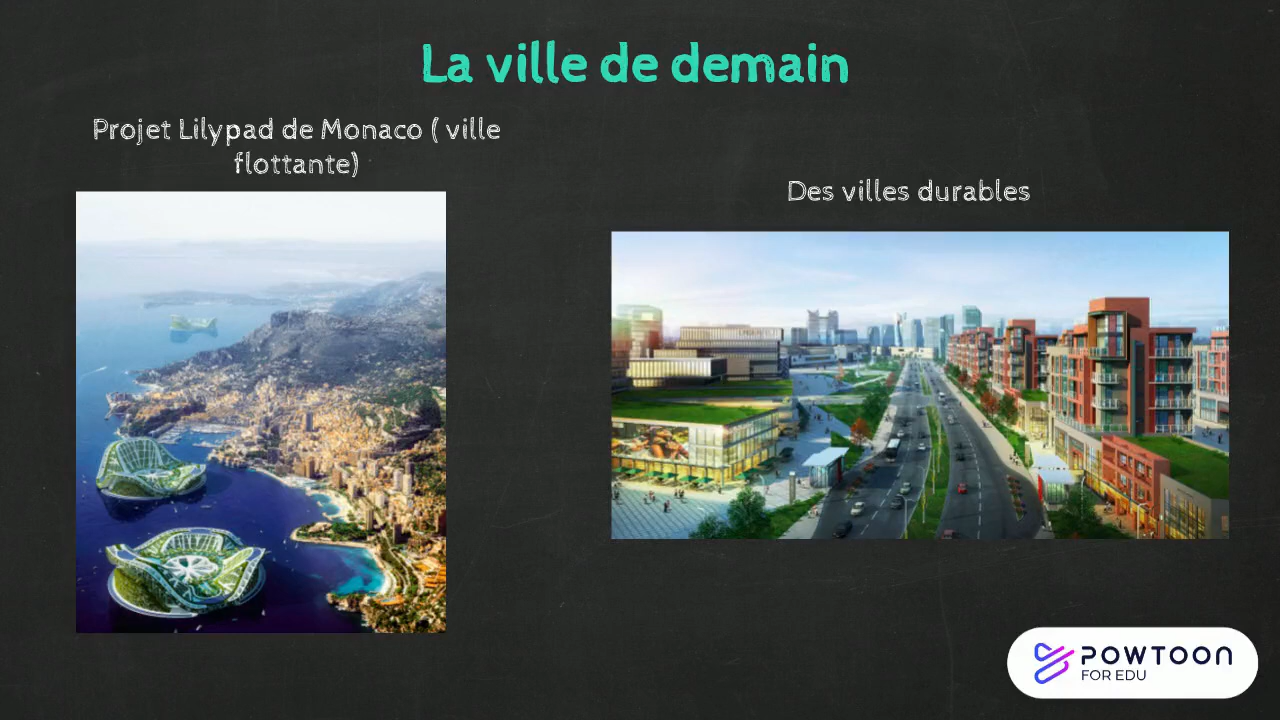 La ville de demain
Projet Lilypad de Monaco ( ville
flottante)
Des villes durables
POWTOON
FOR EDU